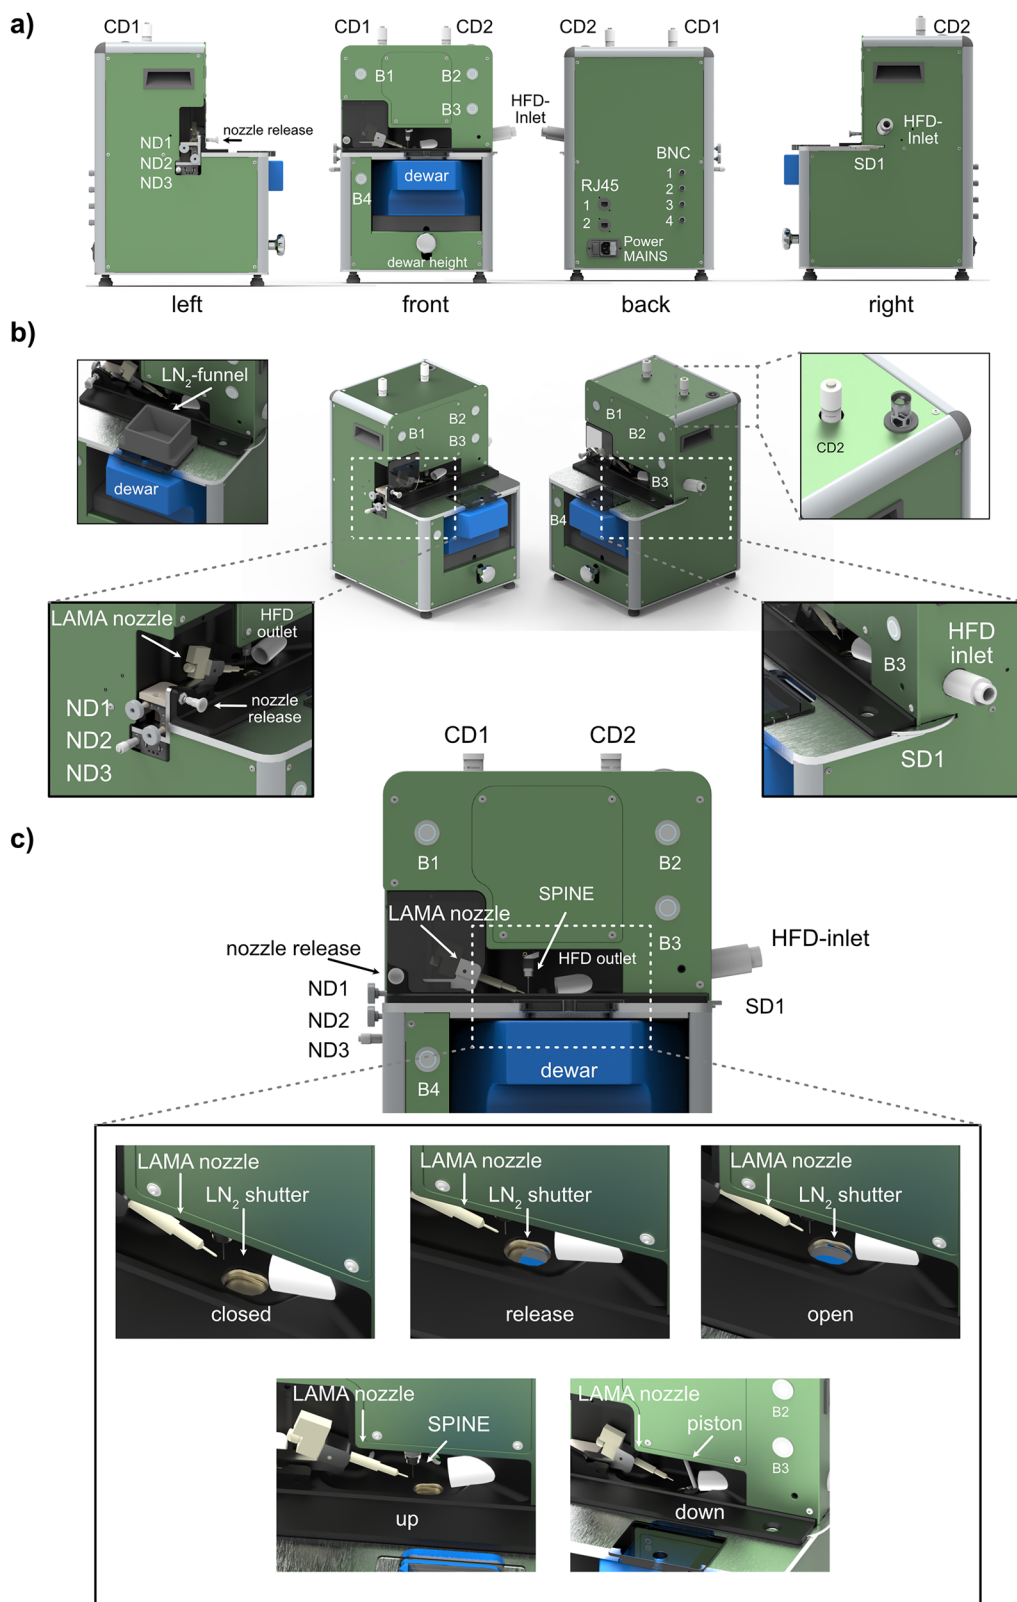 a)
CD1
CD1
CD2
CD2
CD1
CD2
B1
B2
B3
B4
HFD-
Inlet
nozzle release
ND1
ND2
ND3
dewar
dewar height
BNC
1
2
3
4
RJ45
1
2
Power
MAINS
HFD-
Inlet
SD1
left
front
back
right
b)
LN2-funnel
dewar
B1
B2
B3
B1
B2
B3
B4
CD2
LAMA nozzle
HFD
outlet
nozzle
release
ND1
ND2
ND3
B3
HFD
inlet
SD1
c)
CD1
CD2
B1
B2
SPINE
LAMA nozzle
B3
HFD-inlet
nozzle release
HFD outlet
ND1
ND2
ND3
SD1
dewar
B4
LAMA nozzle
LN2 shutter
closed
LAMA nozzle
LN2 shutter
release
LAMA nozzle
LN2 shutter
open
LAMA nozzle
SPINE
up
LAMA nozzle
piston
B2
B3
down